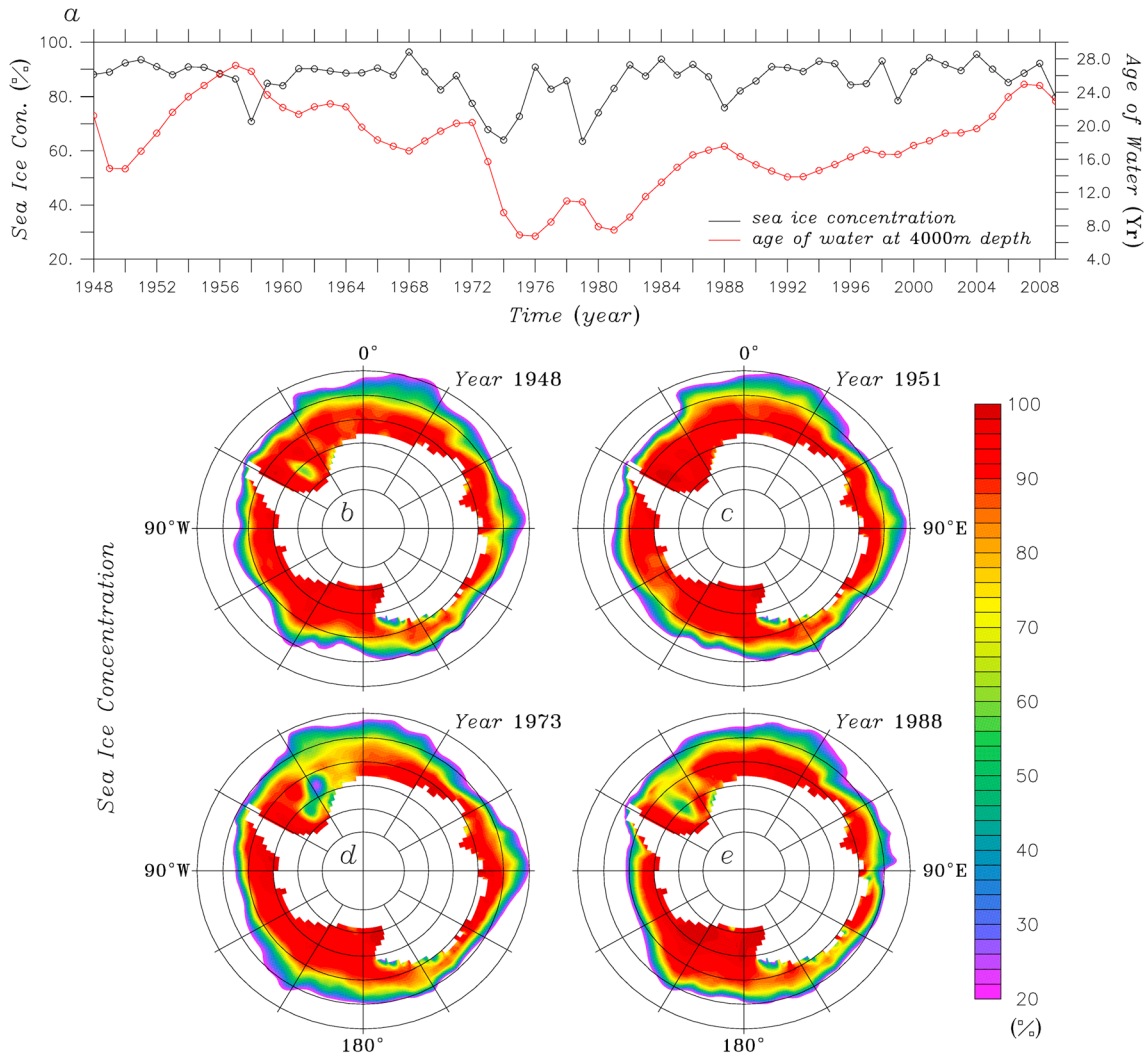 a
Sea Ice Con. (%)
100.
80.
60.
40.
20.
28.0
24.0
20.0
16.0
12.0
8.0
4.0
Age of Water (Yr)
sea ice concentration
age of water at 4000m depth
1948 1952 1956 1960 1964 1968 1972 1976 1980 1984 1988 1992 1996 2000 2004 2008
Time (year)
0° 0°
Year 1948 Year 1951
b c
90°W 90°E
Sea Ice Concentration
Year 1973 Year 1988
d e
90°W 90°E
180° 180°
100
90
80
70
60
50
40
30
20
(%)